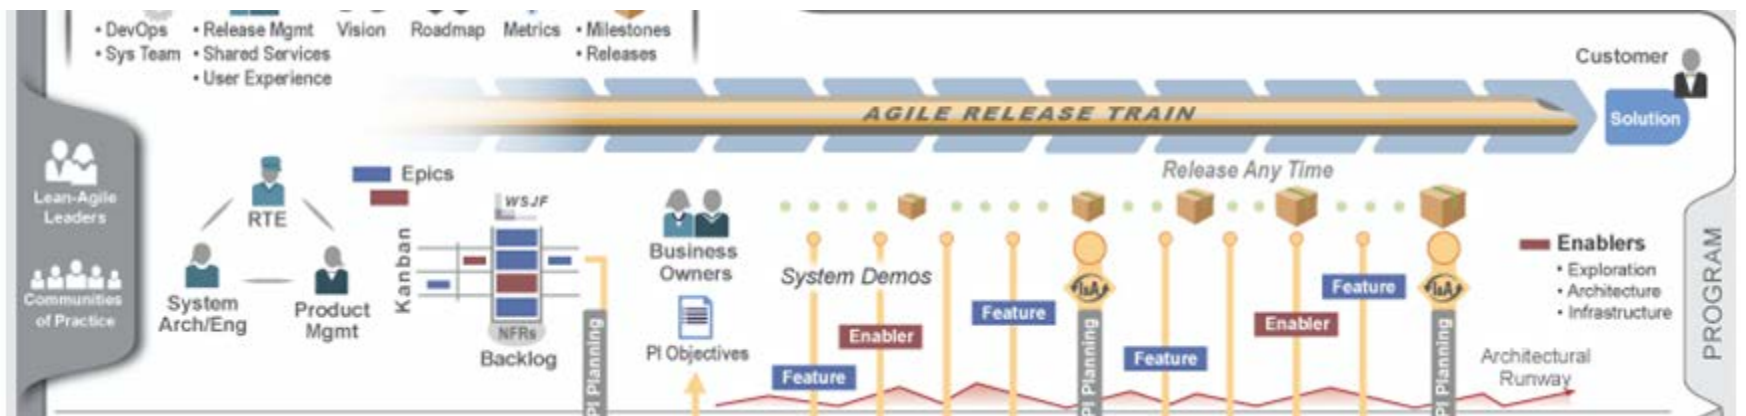 • DevOps
• Sys Team
• Release Mgmt
• Shared Services
• User Experience
Vision
Roadmap
Metrics
• Milestones
• Releases
Customer
AGILE RELEASE TRAIN
Solution
Lean-Agile
Leaders
Communities
of Practice
RTE
System
Arch/Eng
Product
Mgmt
Epics
Kanban
WSJF
NFRs
Backlog
PI Planning
Business
Owners
PI Objectives
Release Any Time
System Demos
Feature
Enabler
Feature
I&A
PI Planning
Feature
Enabler
Feature
I&A
PI Planning
Enablers
• Exploration
• Architecture
• Infrastructure
Architectural
Runway
PROGRAM